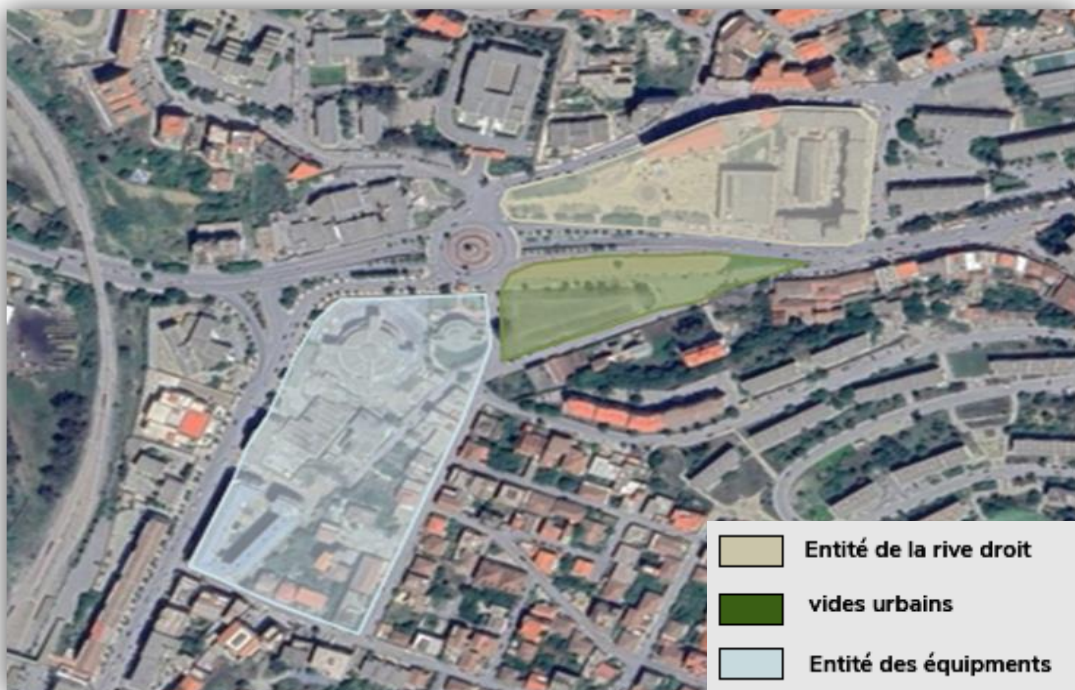 Entité de la rive droit
vides urbains
Entité des équipments